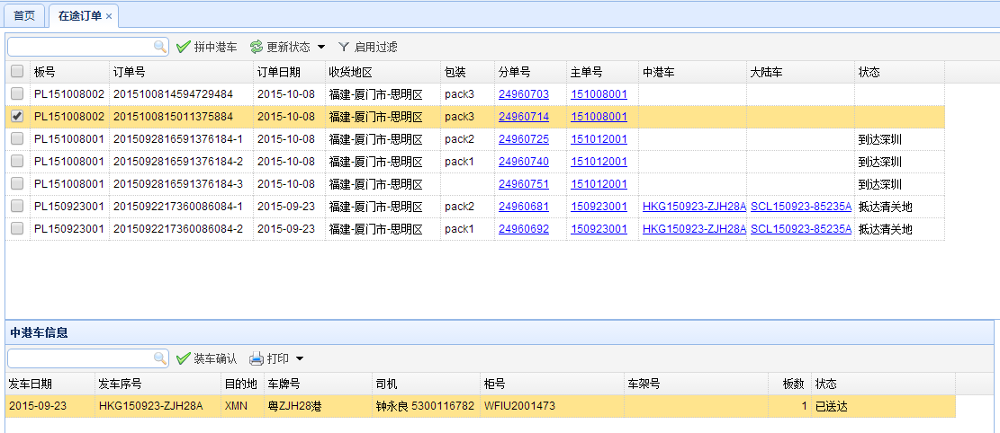 首页 在途订单 ×
拼中港车 更新状态 启用过滤
板号 订单号 订单日期 收货地区 包装 分单号 主单号 中港车 大陆车 状态
PL151008002 2015100814594729484 2015-10-08 福建-厦门市-思明区 pack3 24960703 151008001
PL151008002 2015100815011375884 2015-10-08 福建-厦门市-思明区 pack3 24960714 151008001
PL151008001 2015092816591376184-1 2015-10-08 福建-厦门市-思明区 pack2 24960725 151012001 到达深圳
PL151008001 2015092816591376184-2 2015-10-08 福建-厦门市-思明区 pack1 24960740 151012001 到达深圳
PL151008001 2015092816591376184-3 2015-10-08 福建-厦门市-思明区 24960751 151012001 到达深圳
PL150923001 2015092217360086084-1 2015-09-23 福建-厦门市-思明区 pack2 24960681 150923001 HKG150923-ZJH28A SCL150923-85235A 抵达清关地
PL150923001 2015092217360086084-2 2015-09-23 福建-厦门市-思明区 pack1 24960692 150923001 HKG150923-ZJH28A SCL150923-85235A 抵达清关地
中港车信息
装车确认 打印
发车日期 发车序号 目的地 车牌号 司机 柜号 车架号 板数 状态
2015-09-23 HKG150923-ZJH28A XMN 粤ZJH28港 钟永良 5300116782 WFIU2001473 1 已送达